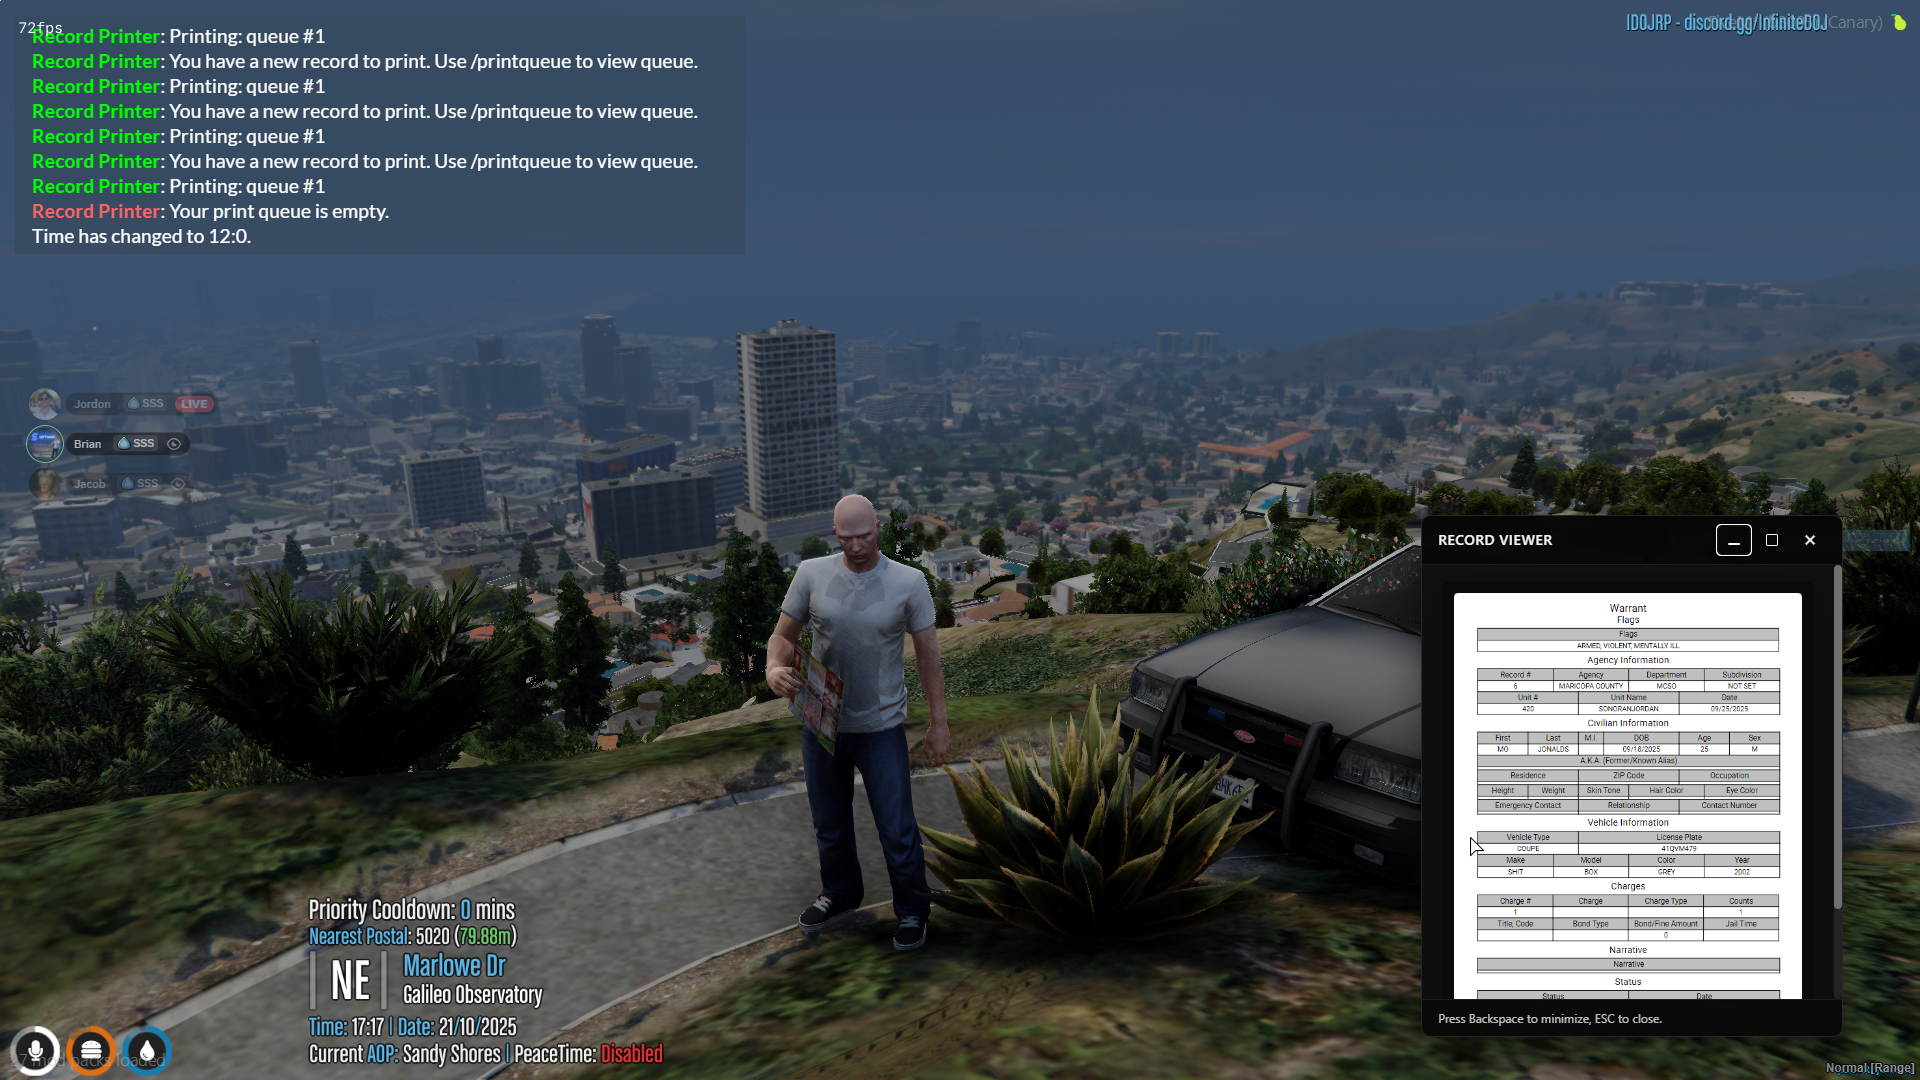 72fps
Record Printer: Printing: queue #1
Record Printer: You have a new record to print. Use /printqueue to view queue.
Record Printer: Printing: queue #1
Record Printer: You have a new record to print. Use /printqueue to view queue.
Record Printer: Printing: queue #1
Record Printer: You have a new record to print. Use /printqueue to view queue.
Record Printer: Printing: queue #1
Record Printer: Your print queue is empty.
Time has changed to 12:0.
IDOJRP - discord.gg/InfiniteDOJ
Canary)
Jordon SSS LIVE
Brian SSS
Jacob SSS
RECORD VIEWER
Warrant
Flags
Flags
ARMED, VIOLENT, MENTALLY ILL
Agency Information
Record # Agency Department Subdivision
6 MARICOPA COUNTY MCSO NOT SET
Unit # Unit Name Date
420 SONORANJORDAN 09/25/2025
Civilian Information
First Last M.I. DOB Age Sex
MO JONALDS 09/18/2025 25 M
A.K.A. (Former/Known Alias)
Residence ZIP Code Occupation
Height Weight Skin Tone Hair Color Eye Color
Emergency Contact Relationship Contact Number
Vehicle Information
Vehicle Type License Plate
COUPE 41QVM479
Make Model Color Year
SHIT BOX GREY 2002
Charges
Charge # Charge Charge Type Counts
1 1
Title, Code Bond Type Bond/Fine Amount Jail Time
0
Narrative
Narrative
Status
Status Date
Press Backspace to minimize, ESC to close.
Priority Cooldown: 0 mins
Nearest Postal: 5020 (79.88m)
NE
Marlowe Dr
Galileo Observatory
Time: 17:17 | Date: 21/10/2025
Current AOP: Sandy Shores | PeaceTime: Disabled
packs loaded
Normal [Range]